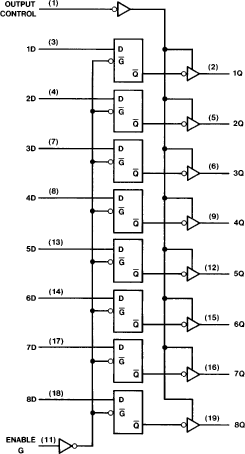 OUTPUT (1)
CONTROL
1D (3) D G Q (2) 1Q
2D (4) D G Q (5) 2Q
3D (7) D G Q (6) 3Q
4D (8) D G Q (9) 4Q
5D (13) D G Q (12) 5Q
6D (14) D G Q (15) 6Q
7D (17) D G Q (16) 7Q
8D (18) D G Q (19) 8Q
ENABLE (11)
G